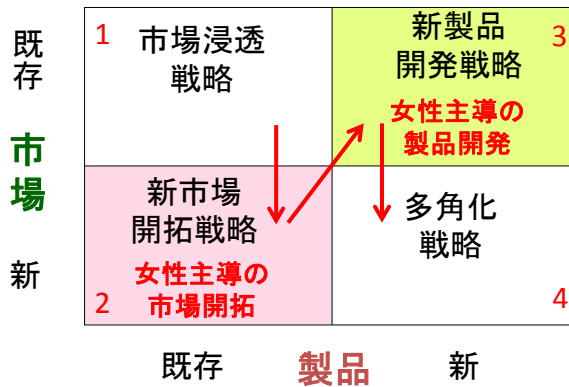 既存
市場
新
1
市場浸透
戦略
新製品
開発戦略
3
女性主導の
製品開発
新市場
開拓戦略
女性主導の
市場開拓
2
多角化
戦略
4
既存
製品
新